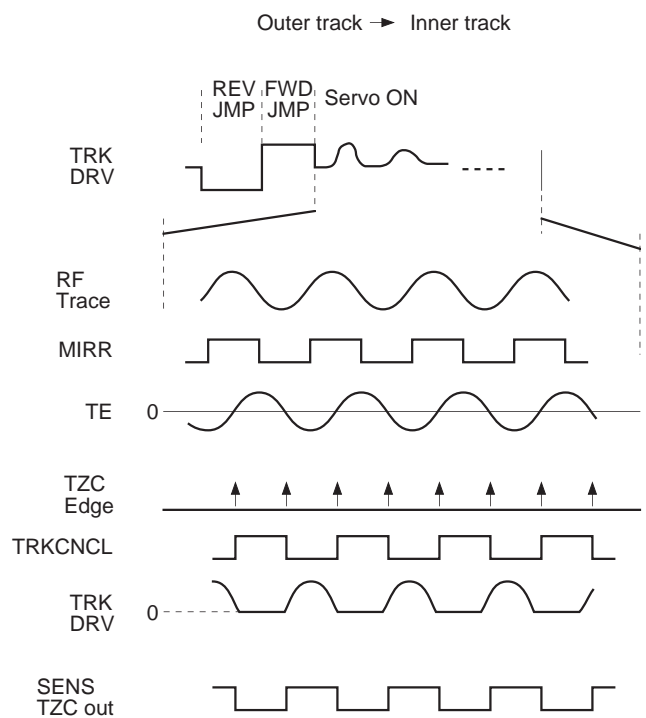 Outer track → Inner track
REV FWD
JMP JMP
Servo ON
TRK
DRV
RF
Trace
MIRR
TE
0
TZC
Edge
TRKCNCL
TRK
DRV
0
SENS
TZC out